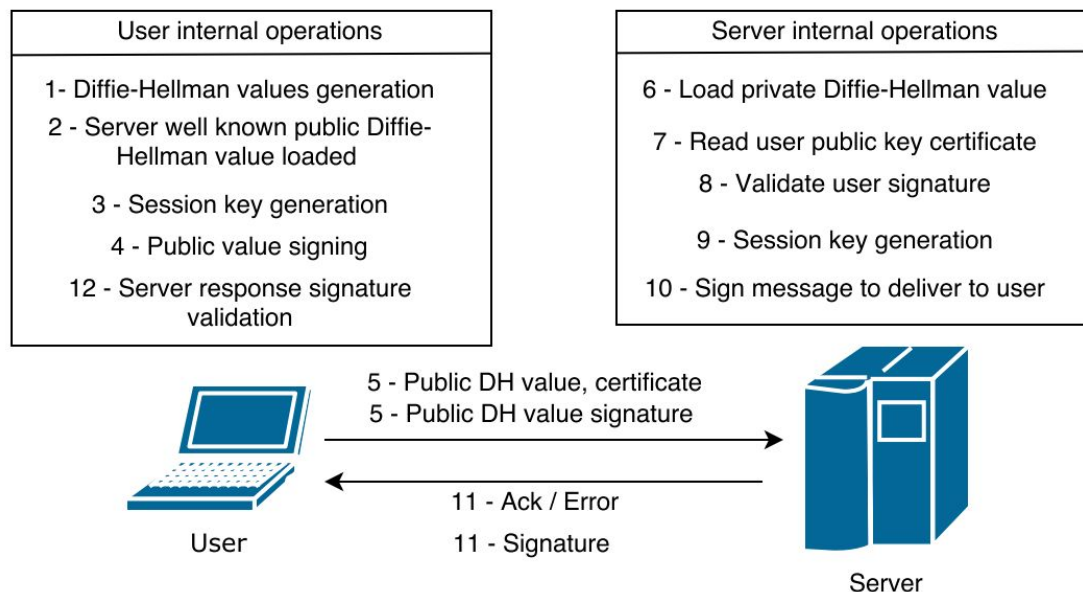 User internal operations
1- Diffie-Hellman values generation
2 - Server well known public Diffie-
Hellman value loaded
3 - Session key generation
4 - Public value signing
12 - Server response signature
validation
Server internal operations
6 - Load private Diffie-Hellman value
7 - Read user public key certificate
8 - Validate user signature
9 - Session key generation
10 - Sign message to deliver to user
5 - Public DH value, certificate
5 - Public DH value signature
11 - Ack / Error
11 - Signature
User
Server